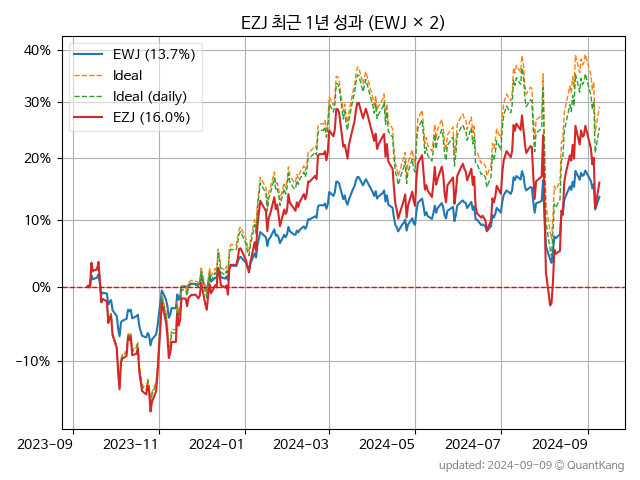 EZJ 최근 1년 성과 (EWJ × 2)
EWJ (13.7%)
Ideal
Ideal (daily)
EZJ (16.0%)
40%
30%
20%
10%
0%
−10%
2023-09
2023-11
2024-01
2024-03
2024-05
2024-07
2024-09
updated: 2024-09-09 © QuantKang